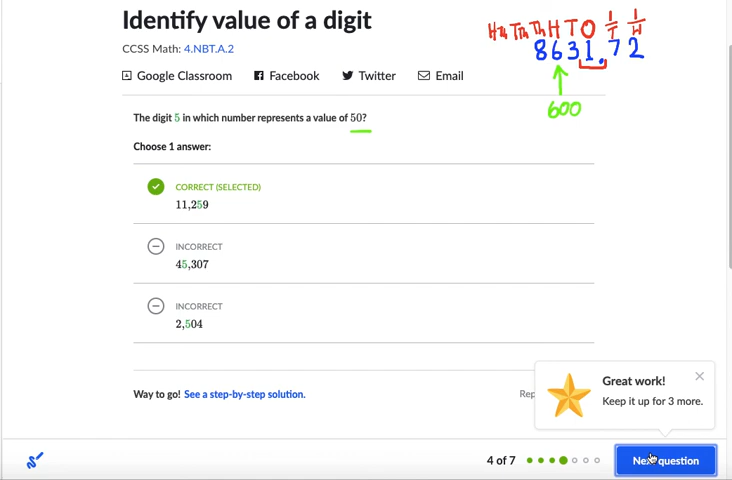 Identify value of a digit
HTh TTh Th H T O 1/T 1/H
8631.72
CCSS Math: 4.NBT.A.2
Google Classroom Facebook Twitter Email
600
The digit 5 in which number represents a value of 50?
Choose 1 answer:
CORRECT (SELECTED)
11,259
INCORRECT
45,307
INCORRECT
2,504
Way to go! See a step-by-step solution.
Great work!
Keep it up for 3 more.
4 of 7
Next question